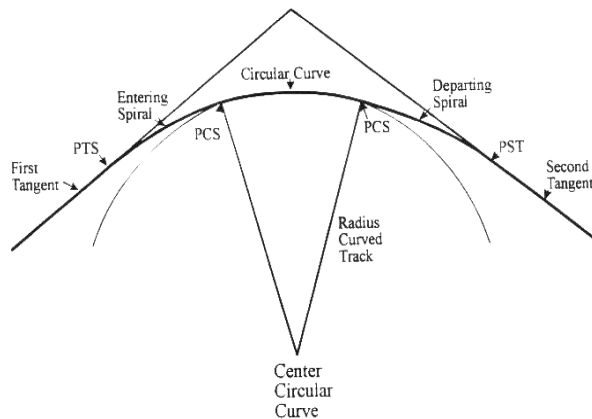 Circular Curve
Entering
Spiral
Departing
Spiral
PCS
PCS
PTS
PST
First
Tangent
Second
Tangent
Radius
Curved
Track
Center
Circular
Curve